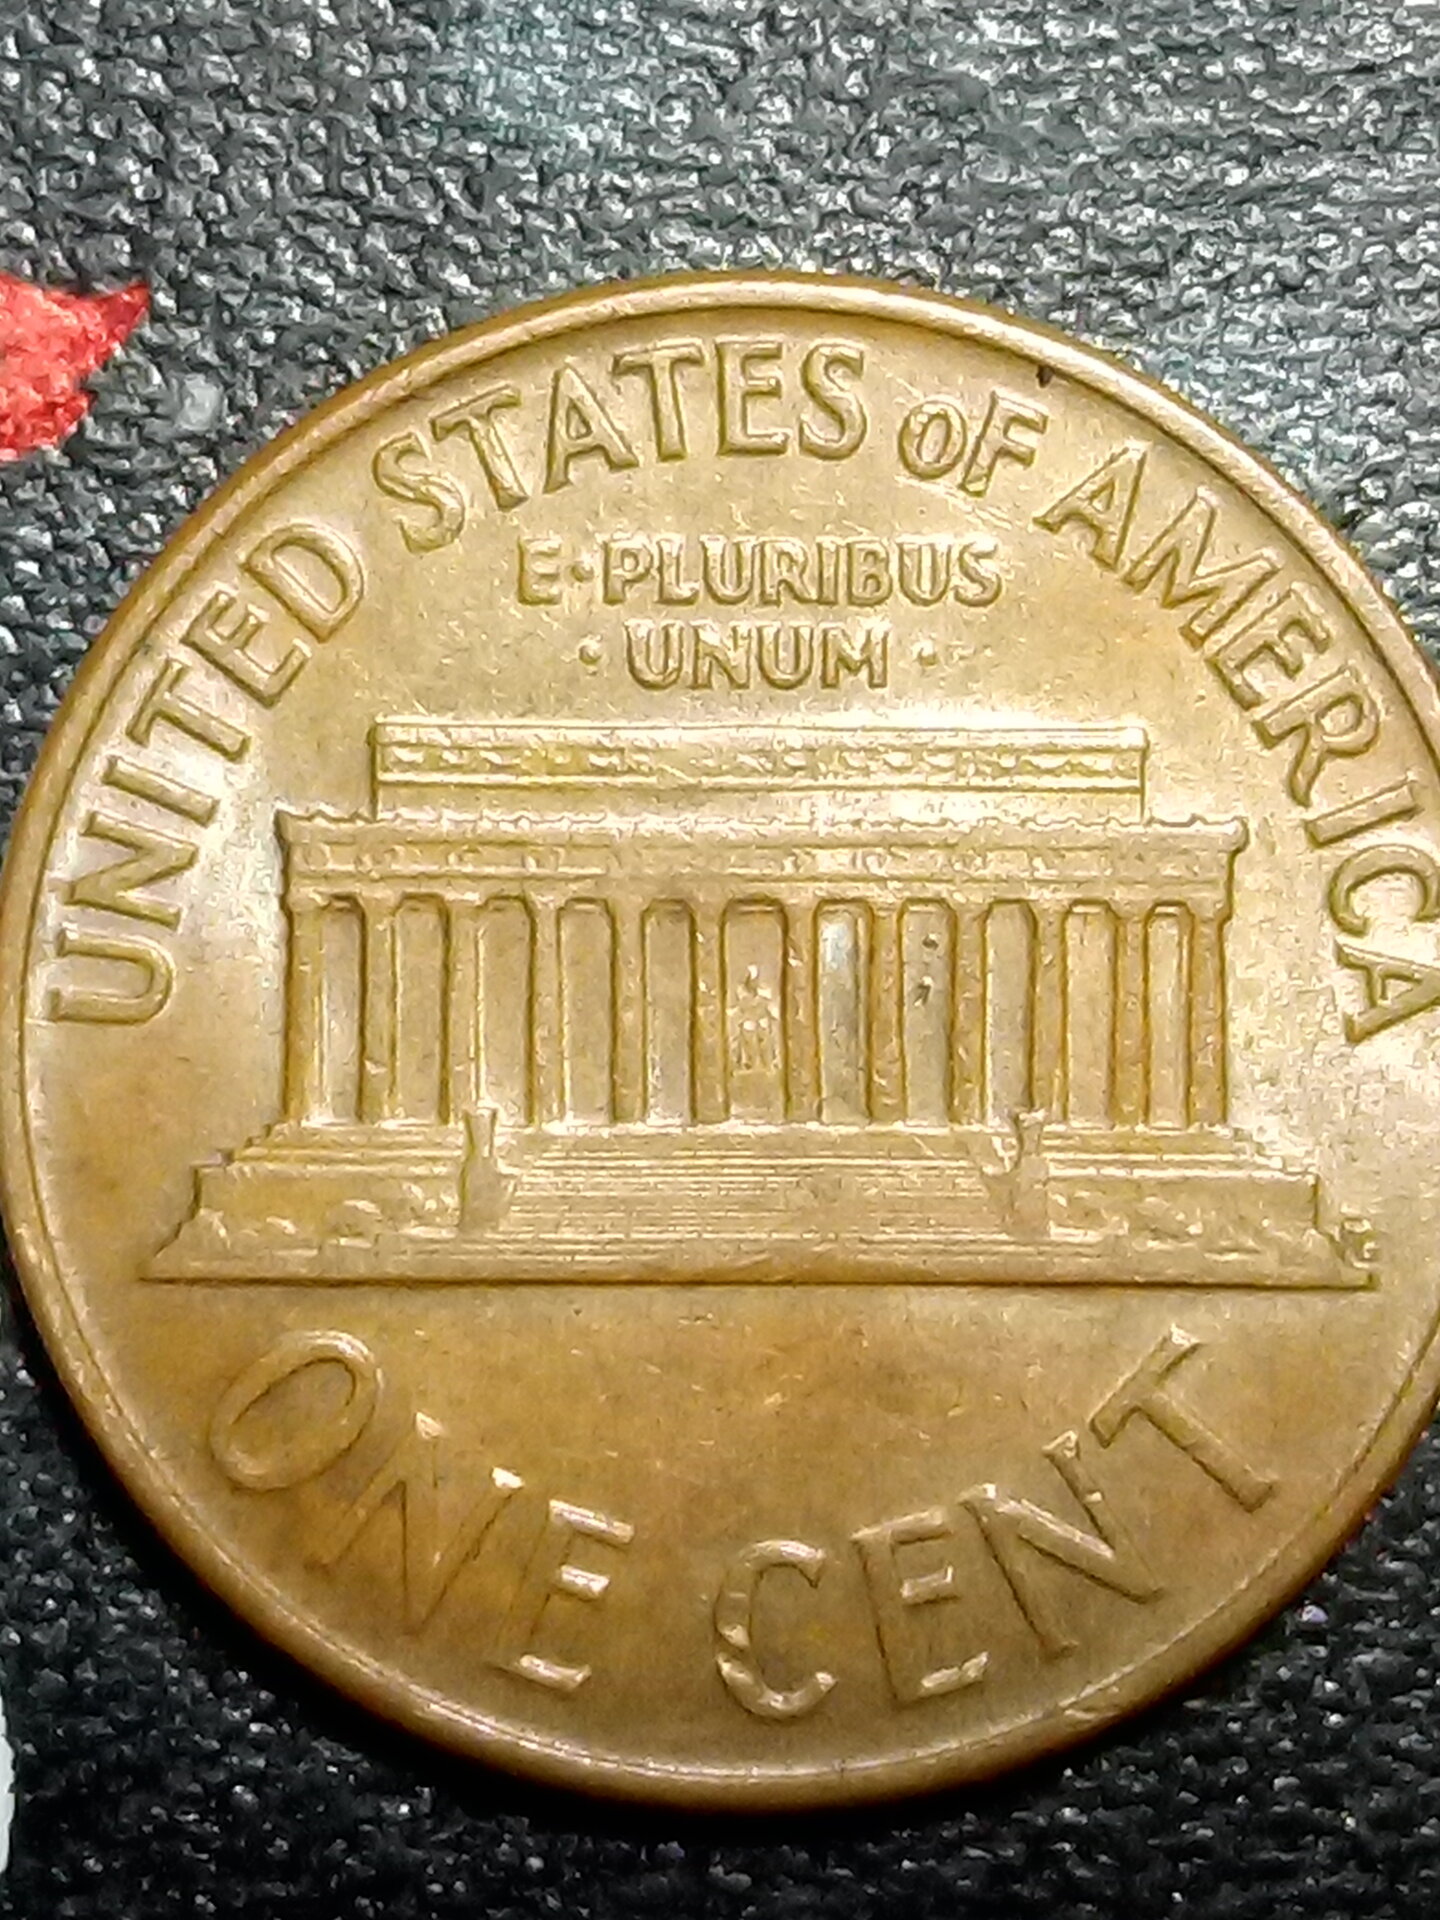 UNITED STATES OF AMERICA
E·PLURIBUS
·UNUM·
ONE CENT